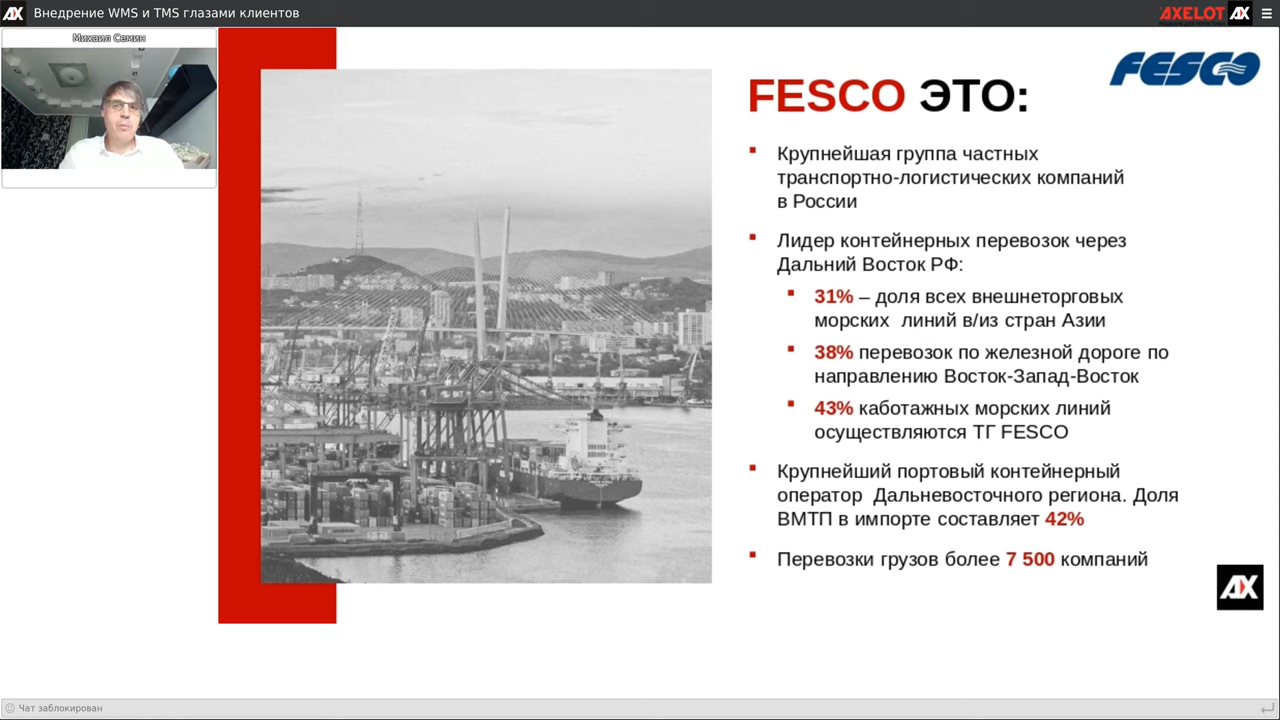 AX
Внедрение WMS и TMS глазами клиентов
AXELOT
AX
Михаил Семин
FESCO
FESCO ЭТО:
Крупнейшая группа частных
транспортно-логистических компаний
в России
Лидер контейнерных перевозок через
Дальний Восток РФ:
31% – доля всех внешнеторговых
морских линий в/из стран Азии
38% перевозок по железной дороге по
направлению Восток-Запад-Восток
43% каботажных морских линий
осуществляются ТГ FESCO
Крупнейший портовый контейнерный
оператор Дальневосточного региона. Доля
ВМТП в импорте составляет 42%
Перевозки грузов более 7 500 компаний
AX
Чат заблокирован